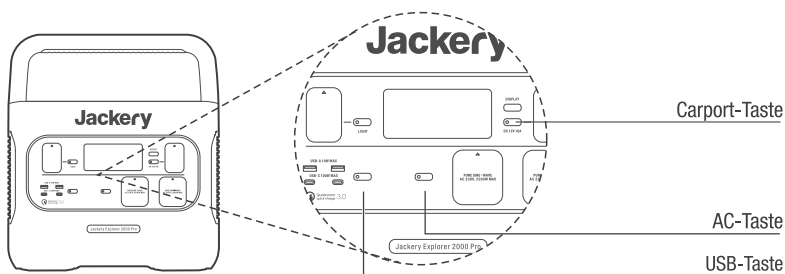 Jackery
Jackery Explorer 2000 Pro
Jackery
LIGHT
DISPLAY
DC 12V 10A
USB-A 18W MAX
USB-C 100W MAX
Qualcomm
quick charge 3.0
PURE SINE-WAVE
AC 230V, 2200W MAX
Jackery Explorer 2000 Pro
Carport-Taste
AC-Taste
USB-Taste